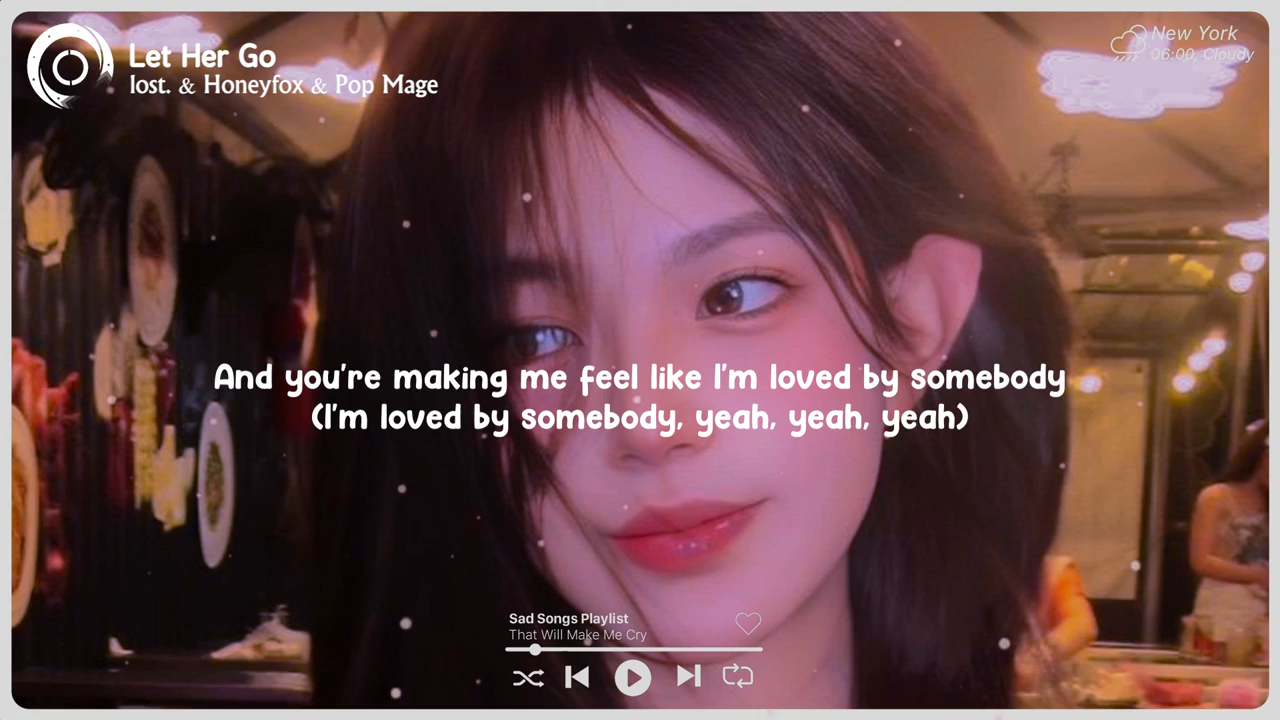 Let Her Go
lost. & Honeyfox & Pop Mage
New York
06:00, Cloudy
And you're making me feel like I'm loved by somebody
(I'm loved by somebody, yeah, yeah, yeah)
Sad Songs Playlist
That Will Make Me Cry